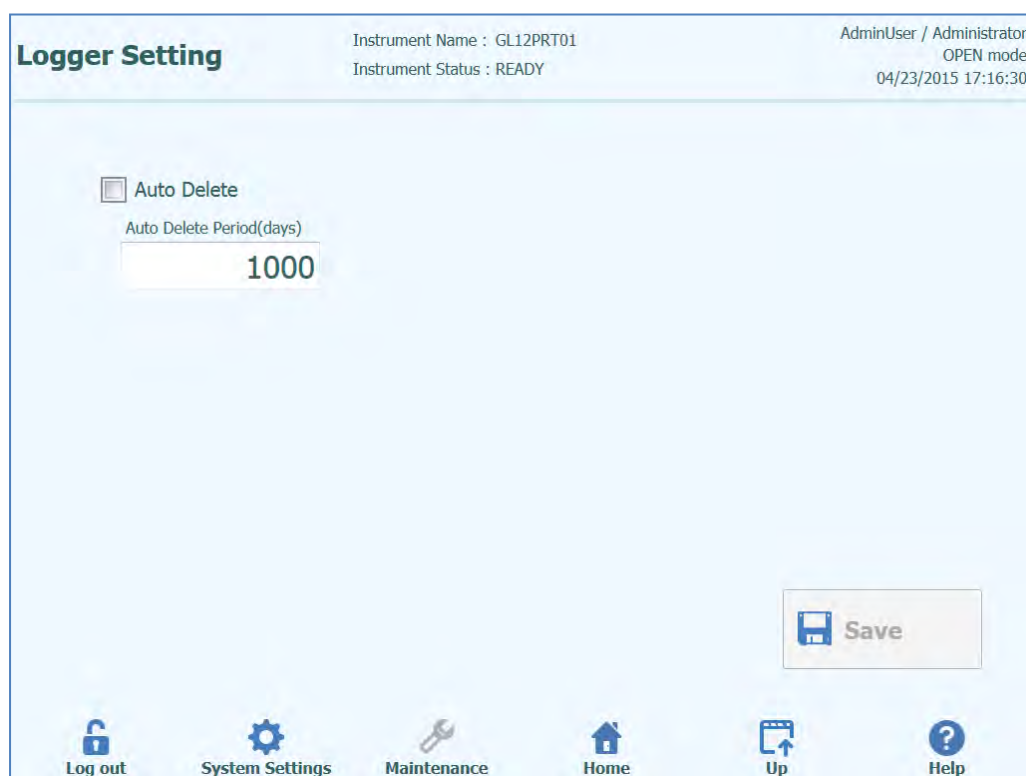 Logger Setting
Instrument Name : GL12PRT01
Instrument Status : READY
AdminUser / Administrator
OPEN mode
04/23/2015 17:16:30
Auto Delete
Auto Delete Period(days)
1000
Save
Log out System Settings Maintenance Home Up Help